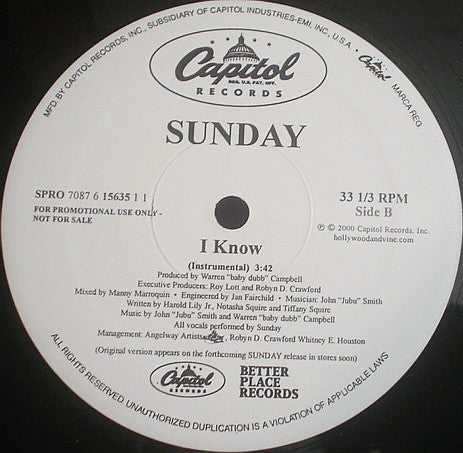 MFD BY CAPITOL RECORDS, INC., SUBSIDIARY OF CAPITOL INDUSTRIES-EMI, INC, U.S.A. • Capitol MARCA REG.
Capitol
REG. U.S. PAT. OFF.
RECORDS
SUNDAY
SPRO 7087 6 15635 1 1
FOR PROMOTIONAL USE ONLY -
NOT FOR SALE
33 1/3 RPM
Side B
℗ © 2000 Capitol Records, Inc.
hollywoodandvine.com
I Know
(Instrumental) 3:42
Produced by Warren "baby dubb" Campbell
Executive Producers: Roy Lott and Robyn D. Crawford
Mixed by Manny Marroquin • Engineered by Jan Fairchild • Musician: John "Jubu" Smith
Written by Harold Lily Jr., Notasha Squire and Tiffany Squire
Music by John "Jubu" Smith and Warren "baby dubb" Campbell
All vocals performed by Sunday
Management: Angelway Artists, Robyn D. Crawford Whitney E. Houston
(Original version appears on the forthcoming SUNDAY release in stores soon)
Capitol
RECORDS
BETTER
PLACE
RECORDS
ALL RIGHTS RESERVED UNAUTHORIZED DUPLICATION IS A VIOLATION OF APPLICABLE LAWS